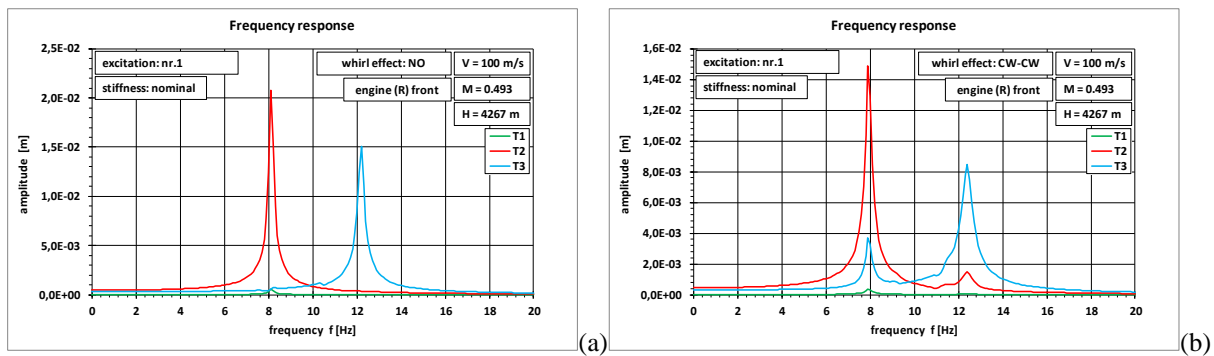 Frequency response
2,5E-02
2,0E-02
1,5E-02
1,0E-02
5,0E-03
0,0E+00
amplitude [m]
excitation: nr.1
stiffness: nominal
whirl effect: NO
engine (R) front
V = 100 m/s
M = 0.493
H = 4267 m
T1
T2
T3
0 2 4 6 8 10 12 14 16 18 20
frequency f [Hz]
(a)
Frequency response
1,6E-02
1,4E-02
1,2E-02
1,0E-02
8,0E-03
6,0E-03
4,0E-03
2,0E-03
0,0E+00
amplitude [m]
excitation: nr.1
stiffness: nominal
whirl effect: CW-CW
engine (R) front
V = 100 m/s
M = 0.493
H = 4267 m
T1
T2
T3
0 2 4 6 8 10 12 14 16 18 20
frequency f [Hz]
(b)